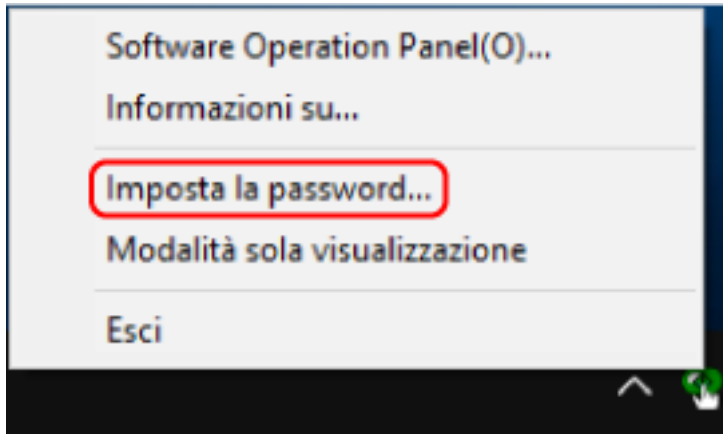 Software Operation Panel(O)...
Informazioni su...
Imposta la password...
Modalità sola visualizzazione
Esci